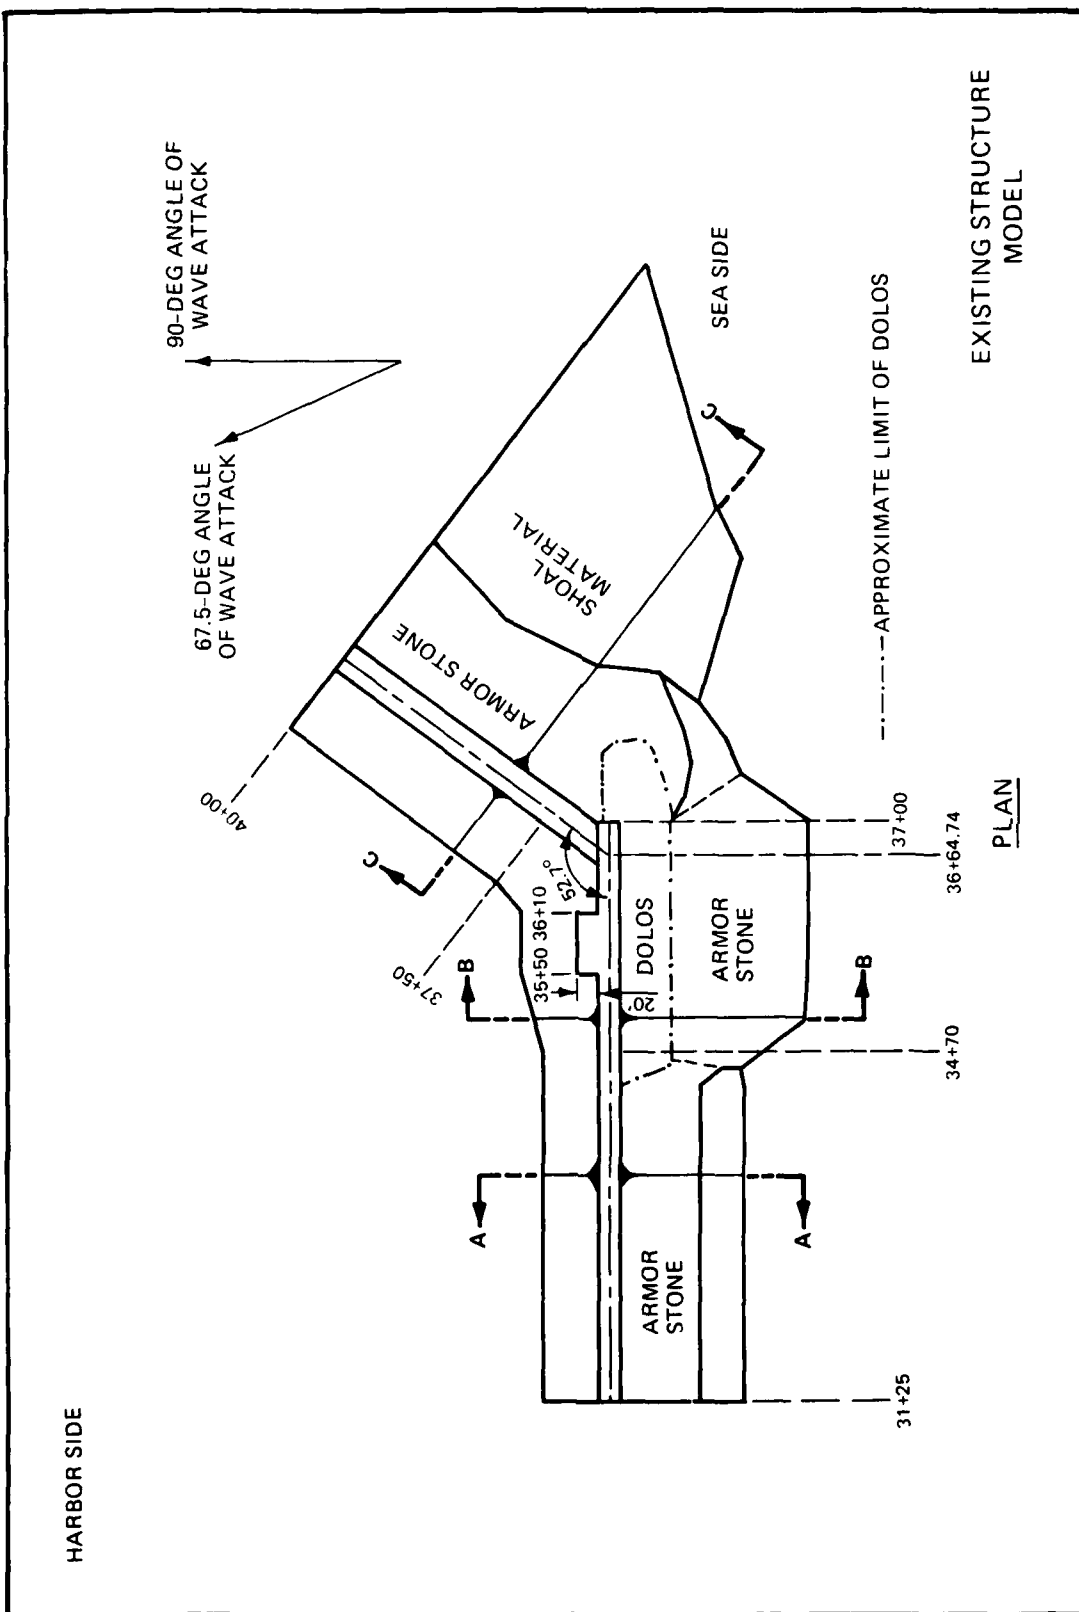 HARBOR SIDE
90-DEG ANGLE OF
WAVE ATTACK
67.5-DEG ANGLE
OF WAVE ATTACK
40+00
C
37+50
B
A
35+50 36+10
20'
52.7°
ARMOR STONE
SHOAL
MATERIAL
C
SEA SIDE
DOLOS
ARMOR
STONE
ARMOR
STONE
A
B
31+25
34+70
36+64.74
37+00
APPROXIMATE LIMIT OF DOLOS
PLAN
EXISTING STRUCTURE
MODEL